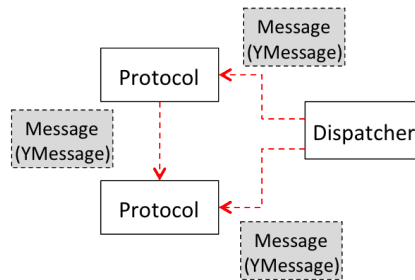 Message
(YMessage)
Protocol
Message
(YMessage)
Dispatcher
Protocol
Message
(YMessage)